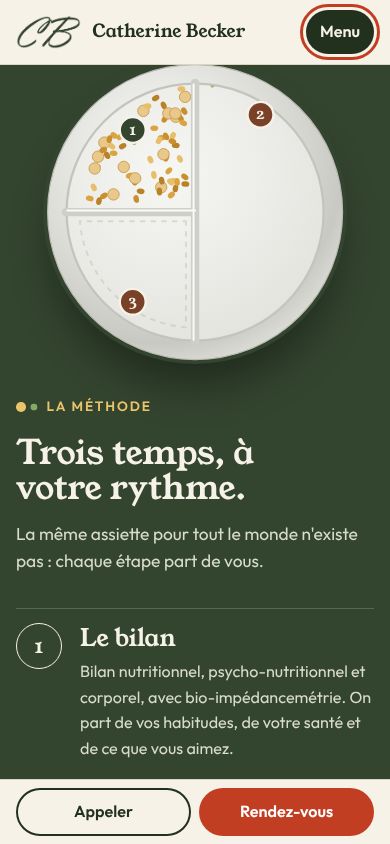 CB Catherine Becker
Menu
1
2
3
LA MÉTHODE
Trois temps, à
votre rythme.
La même assiette pour tout le monde n'existe
pas : chaque étape part de vous.
1
Le bilan
Bilan nutritionnel, psycho-nutritionnel et
corporel, avec bio-impédancemétrie. On
part de vos habitudes, de votre santé et
de ce que vous aimez.
Appeler
Rendez-vous